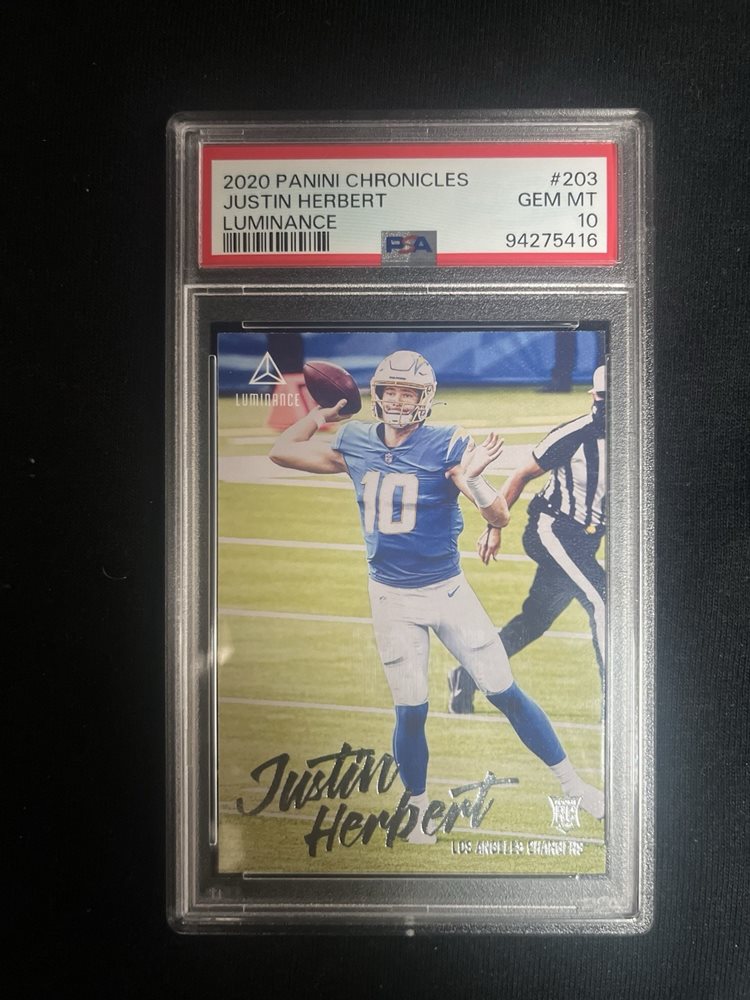 2020 PANINI CHRONICLES #203
JUSTIN HERBERT GEM MT
LUMINANCE 10
PSA 94275416
LUMINANCE
10
Justin
Herbert
LOS ANGELES CHARGERS